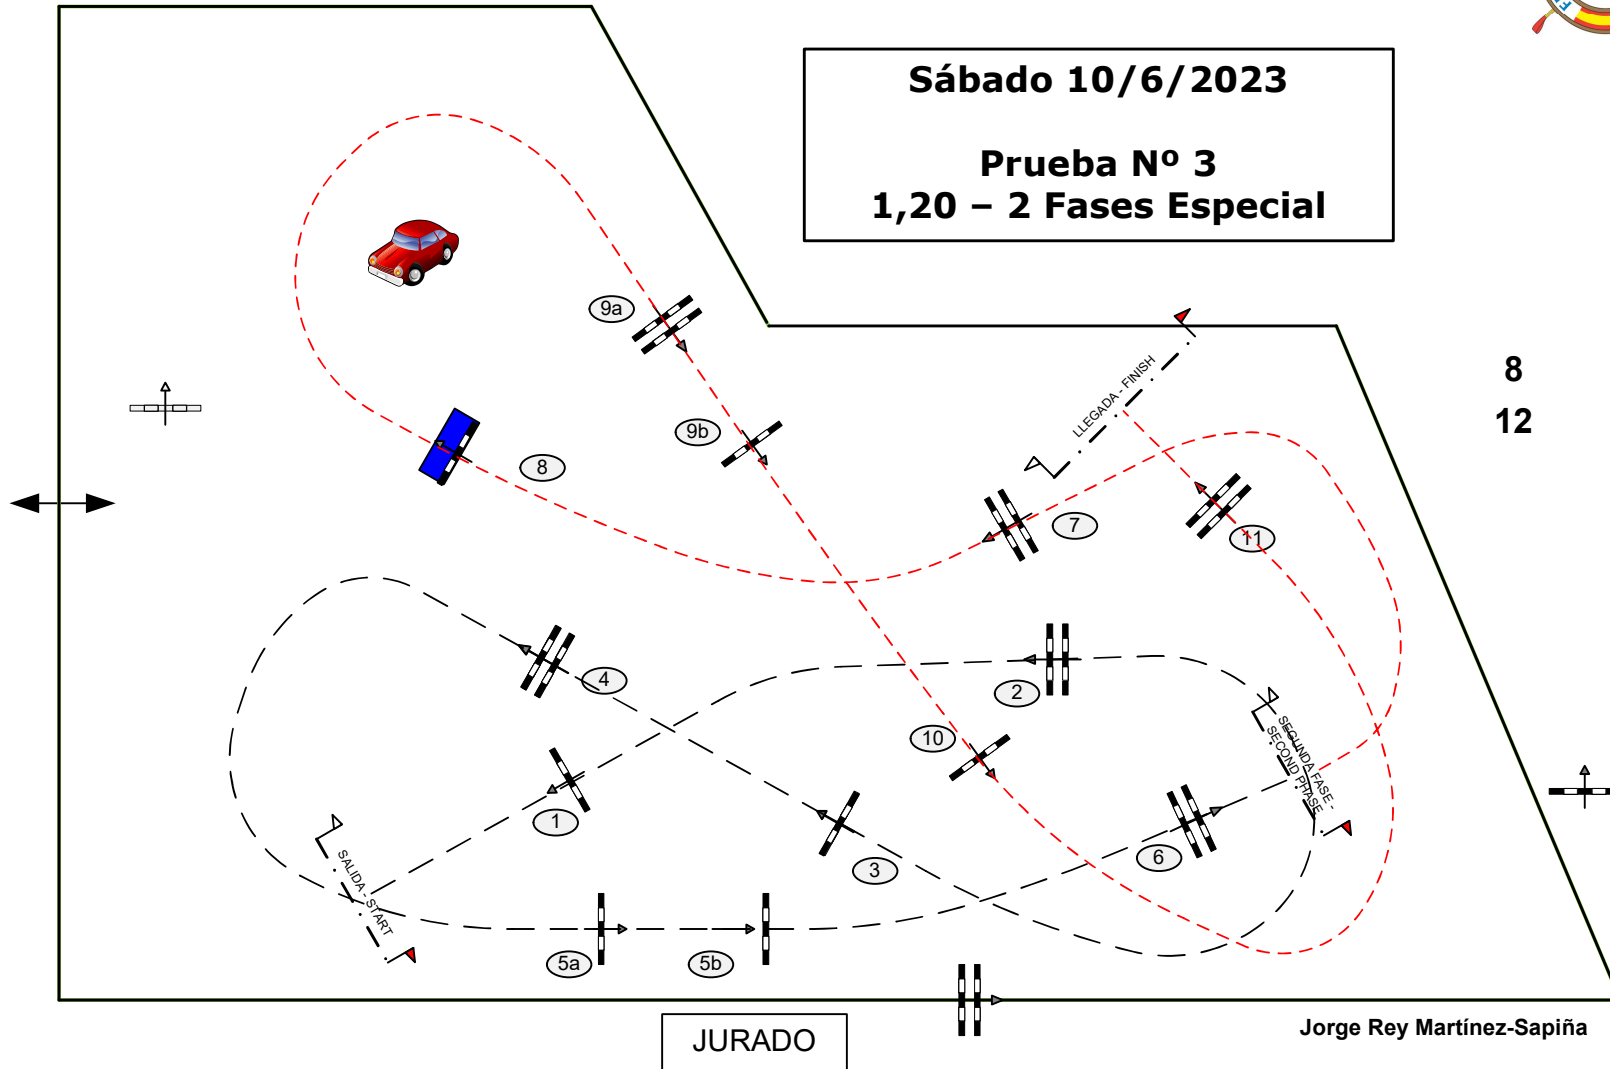 Sábado 10/6/2023
Prueba Nº 3
1,20 – 2 Fases Especial
9a
LLEGADA - FINISH
8
12
9b
8
7
11
4
2
10
SEGUNDA FASE -
SECOND PHASE
1
3
6
SALIDA - START
5a
5b
Jorge Rey Martínez-Sapiña
JURADO